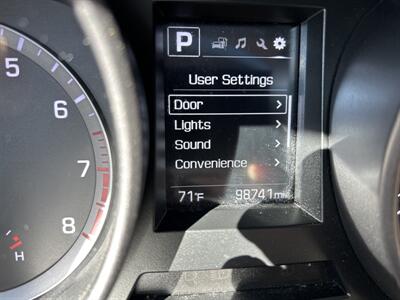 P
User Settings
Door >
Lights >
Sound >
Convenience >
71°F 98741mi
5
6
7
8
H